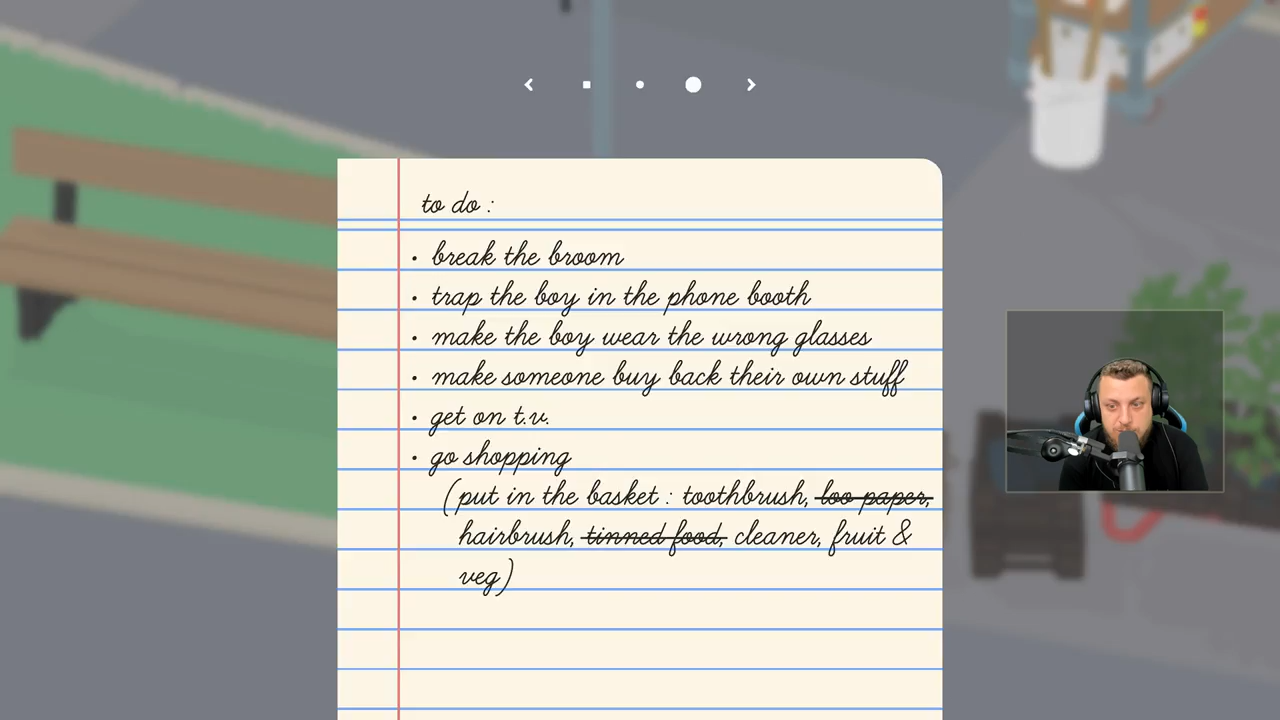 to do :
• break the broom
• trap the boy in the phone booth
• make the boy wear the wrong glasses
• make someone buy back their own stuff
• get on t.v.
• go shopping
(put in the basket : toothbrush, loo paper,
hairbrush, tinned food, cleaner, fruit &
veg)